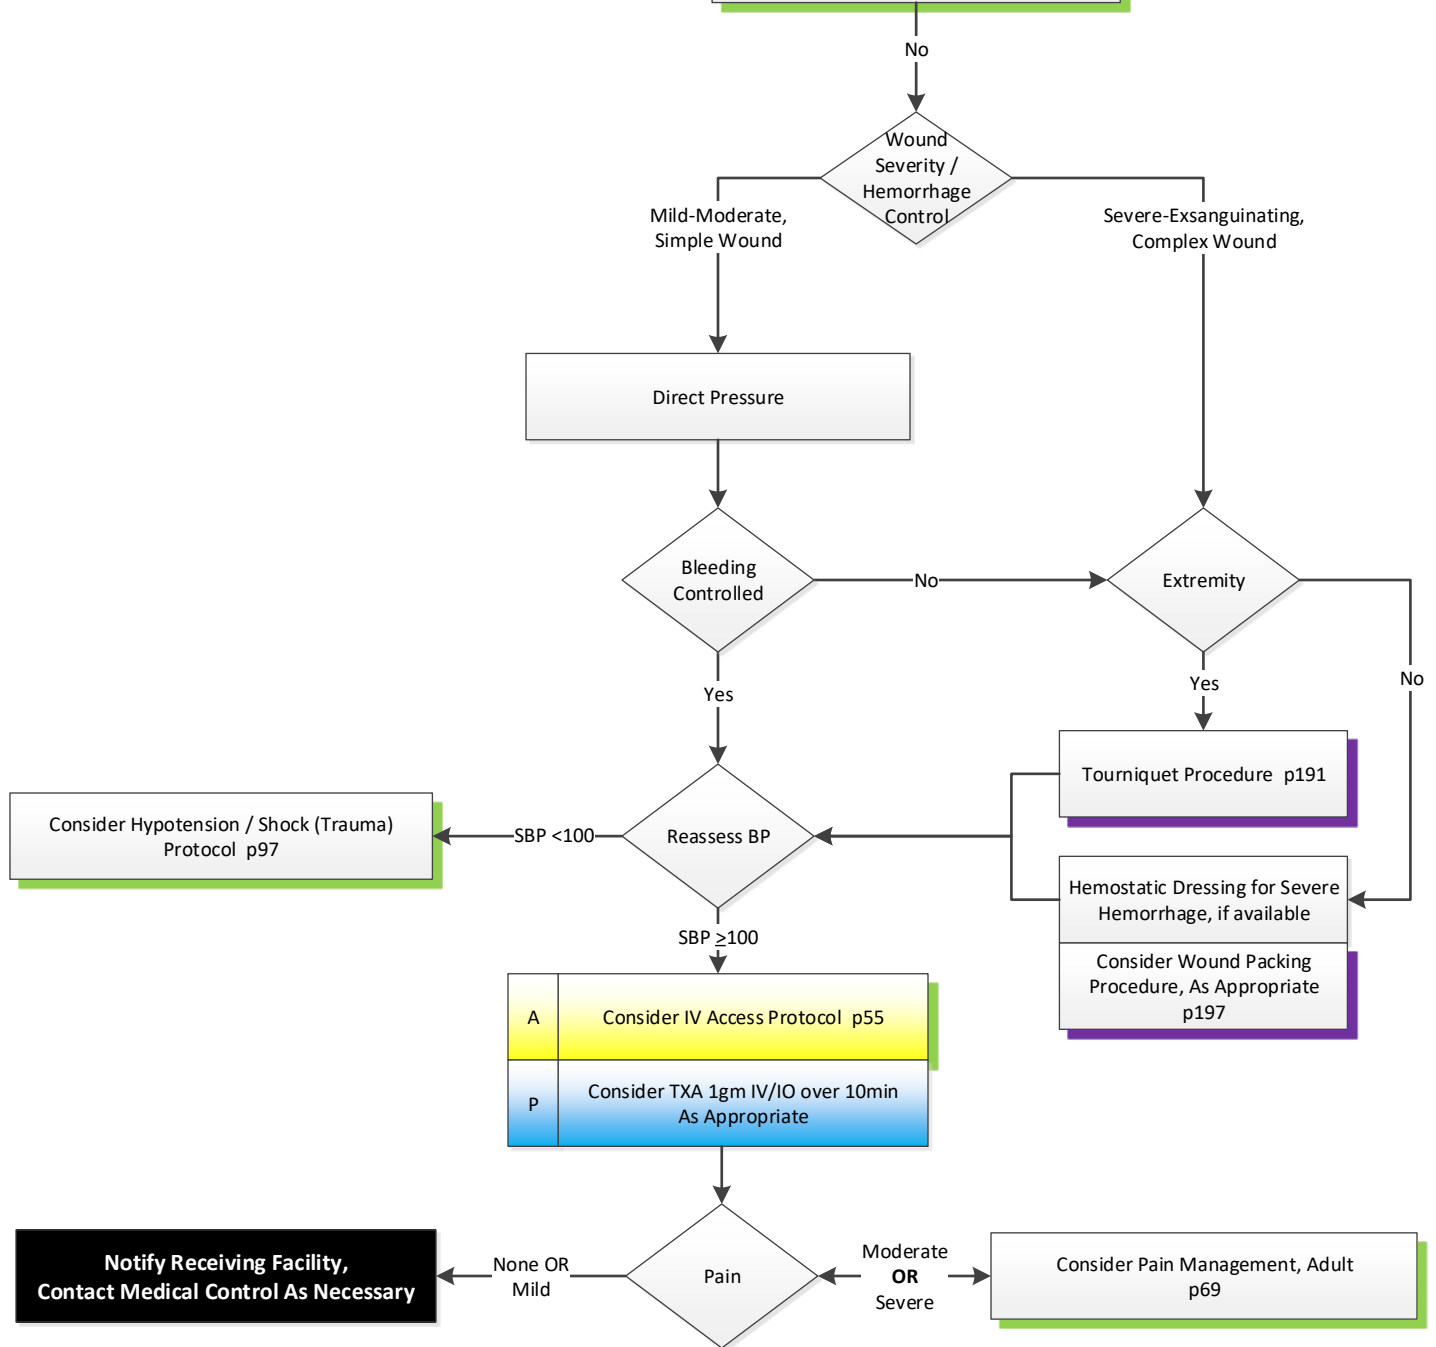 No
Wound
Severity /
Hemorrhage
Control
Mild-Moderate,
Simple Wound
Severe-Exsanguinating,
Complex Wound
Direct Pressure
Bleeding
Controlled
No
Extremity
Yes
Yes
No
Tourniquet Procedure p191
Consider Hypotension / Shock (Trauma)
Protocol p97
SBP <100
Reassess BP
Hemostatic Dressing for Severe
Hemorrhage, if available
SBP ≥100
Consider Wound Packing
Procedure, As Appropriate
p197
A
Consider IV Access Protocol p55
P
Consider TXA 1gm IV/IO over 10min
As Appropriate
Notify Receiving Facility,
Contact Medical Control As Necessary
None OR
Mild
Pain
Moderate
OR
Severe
Consider Pain Management, Adult
p69